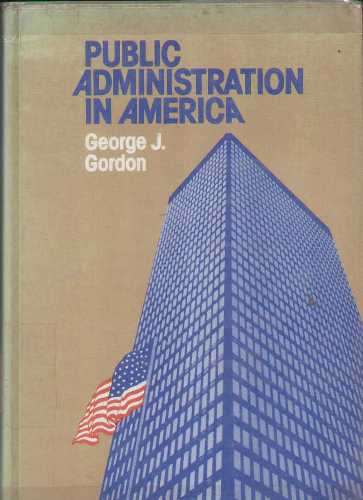 PUBLIC
ADMINISTRATION
IN AMERICA
George J.
Gordon